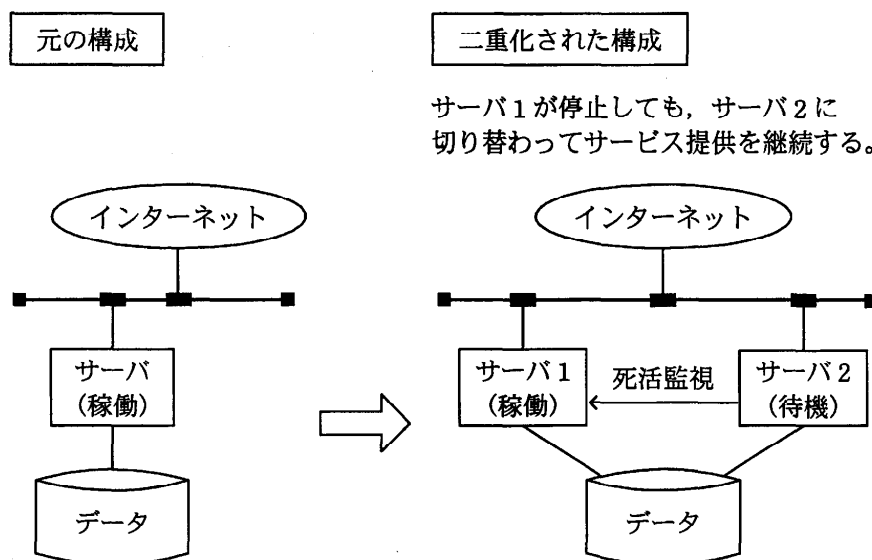 元の構成
二重化された構成
サーバ1が停止しても，サーバ2に
切り替わってサービス提供を継続する。
インターネット
インターネット
サーバ
(稼働)
サーバ1
(稼働)
死活監視
サーバ2
(待機)
データ
データ